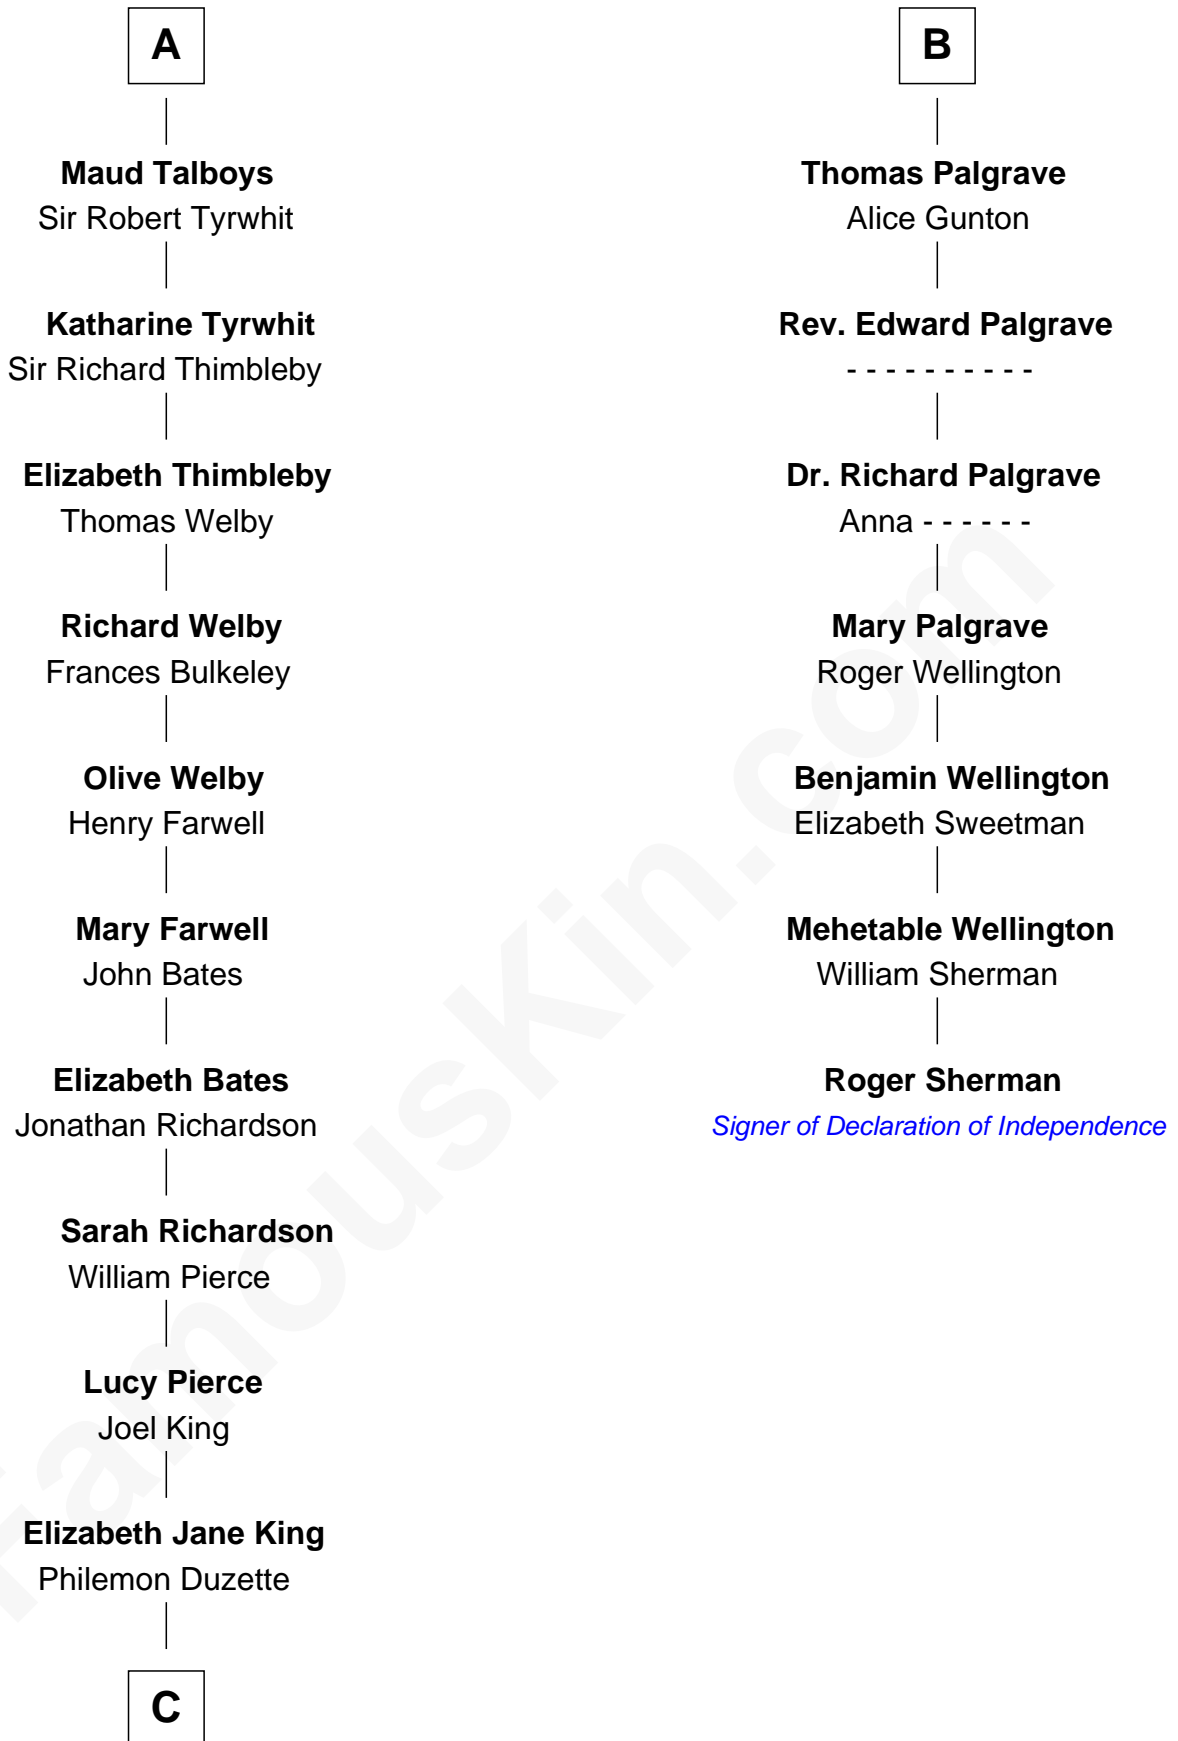 A
Maud Talboys
Sir Robert Tyrwhit
Katharine Tyrwhit
Sir Richard Thimbleby
Elizabeth Thimbleby
Thomas Welby
Richard Welby
Frances Bulkeley
Olive Welby
Henry Farwell
Mary Farwell
John Bates
Elizabeth Bates
Jonathan Richardson
Sarah Richardson
William Pierce
Lucy Pierce
Joel King
Elizabeth Jane King
Philemon Duzette
C
B
Thomas Palgrave
Alice Gunton
Rev. Edward Palgrave
- - - - - - - - - -
Dr. Richard Palgrave
Anna - - - - - -
Mary Palgrave
Roger Wellington
Benjamin Wellington
Elizabeth Sweetman
Mehetable Wellington
William Sherman
Roger Sherman
Signer of Declaration of Independence
FamousKin.com